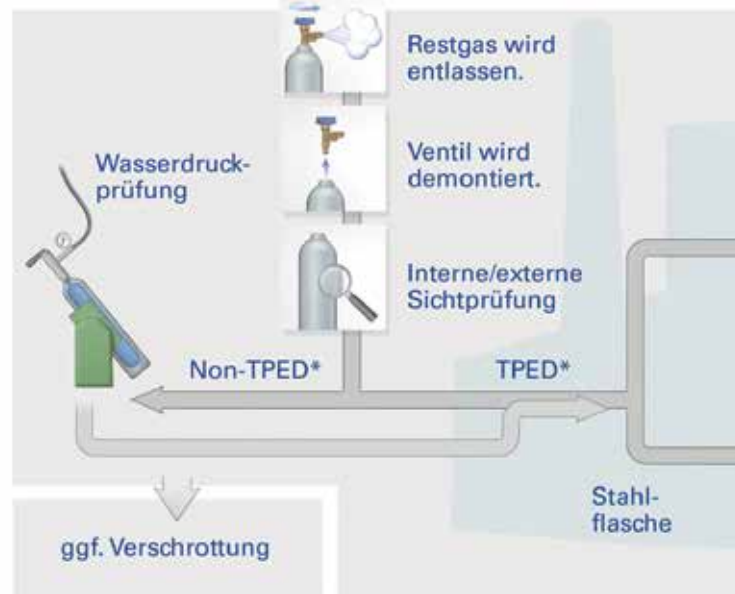 Restgas wird
entlassen.
Ventil wird
demontiert.
Wasserdruck-
prüfung
Interne/externe
Sichtprüfung
Non-TPED*
TPED*
Stahl-
flasche
ggf. Verschrottung